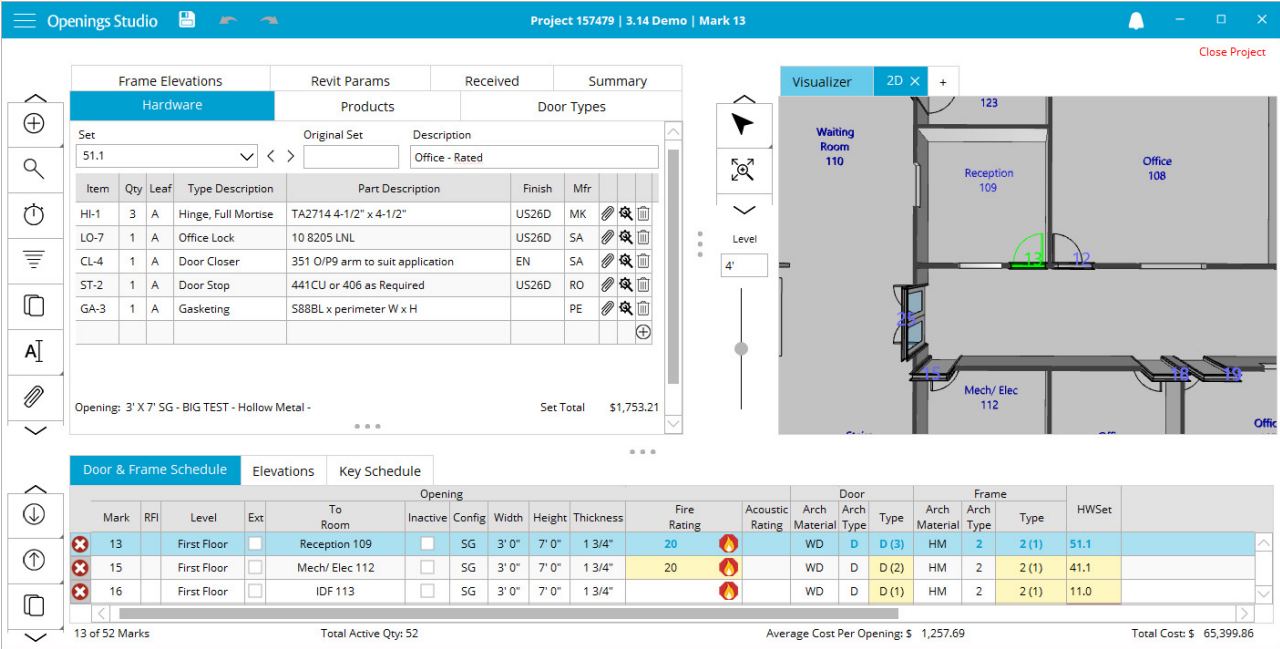 Openings Studio
Project 157479 | 3.14 Demo | Mark 13
Close Project
Frame Elevations Revit Params Received Summary
Hardware Products Door Types
Set Original Set Description
51.1 Office - Rated
Item Qty Leaf Type Description Part Description Finish Mfr
HI-1 3 A Hinge, Full Mortise TA2714 4-1/2" x 4-1/2" US26D MK
LO-7 1 A Office Lock 10 8205 LNL US26D SA
CL-4 1 A Door Closer 351 O/P9 arm to suit application EN SA
ST-2 1 A Door Stop 441CU or 406 as Required US26D RO
GA-3 1 A Gasketing S88BL x perimeter W x H PE
Opening: 3' X 7' SG - BIG TEST - Hollow Metal - Set Total $1,753.21
A
Level
4'
Visualizer 2D +
123
Waiting
Room
110
Reception
109
Office
108
13 12
25
15 18 19
Mech/ Elec
112
Door & Frame Schedule Elevations Key Schedule
Opening Door Frame
Mark RFI Level Ext To Room Inactive Config Width Height Thickness Fire Rating Acoustic Rating Arch Material Arch Type Type Arch Material Arch Type Type HWSet
13 First Floor Reception 109 SG 3' 0" 7' 0" 1 3/4" 20 WD D D (3) HM 2 2 (1) 51.1
15 First Floor Mech/ Elec 112 SG 3' 0" 7' 0" 1 3/4" 20 WD D D (2) HM 2 2 (1) 41.1
16 First Floor IDF 113 SG 3' 0" 7' 0" 1 3/4" WD D D (1) HM 2 2 (1) 11.0
13 of 52 Marks Total Active Qty: 52 Average Cost Per Opening: $ 1,257.69 Total Cost: $ 65,399.86